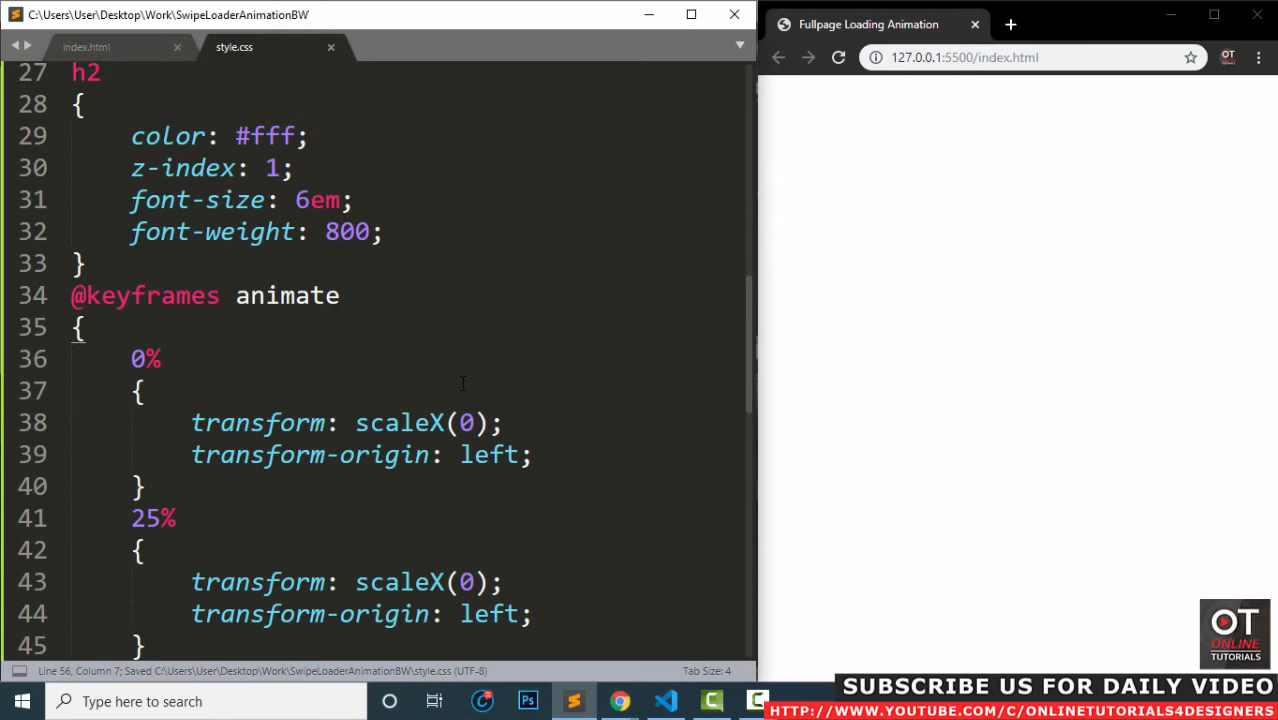 C:\Users\User\Desktop\Work\SwipeLoaderAnimationBW
index.html
style.css
27 h2
28 {
29 color: #fff;
30 z-index: 1;
31 font-size: 6em;
32 font-weight: 800;
33 }
34 @keyframes animate
35 {
36 0%
37 {
38 transform: scaleX(0);
39 transform-origin: left;
40 }
41 25%
42 {
43 transform: scaleX(0);
44 transform-origin: left;
45 }
Line 56, Column 7; Saved C:\Users\User\Desktop\Work\SwipeLoaderAnimationBW\style.css (UTF-8)
Tab Size: 4
Fullpage Loading Animation
127.0.0.1:5500/index.html
OT
OT
ONLINE
TUTORIALS
Type here to search
Ps
SUBSCRIBE US FOR DAILY VIDEO
HTTP://WWW.YOUTUBE.COM/C/ONLINETUTORIALS4DESIGNERS